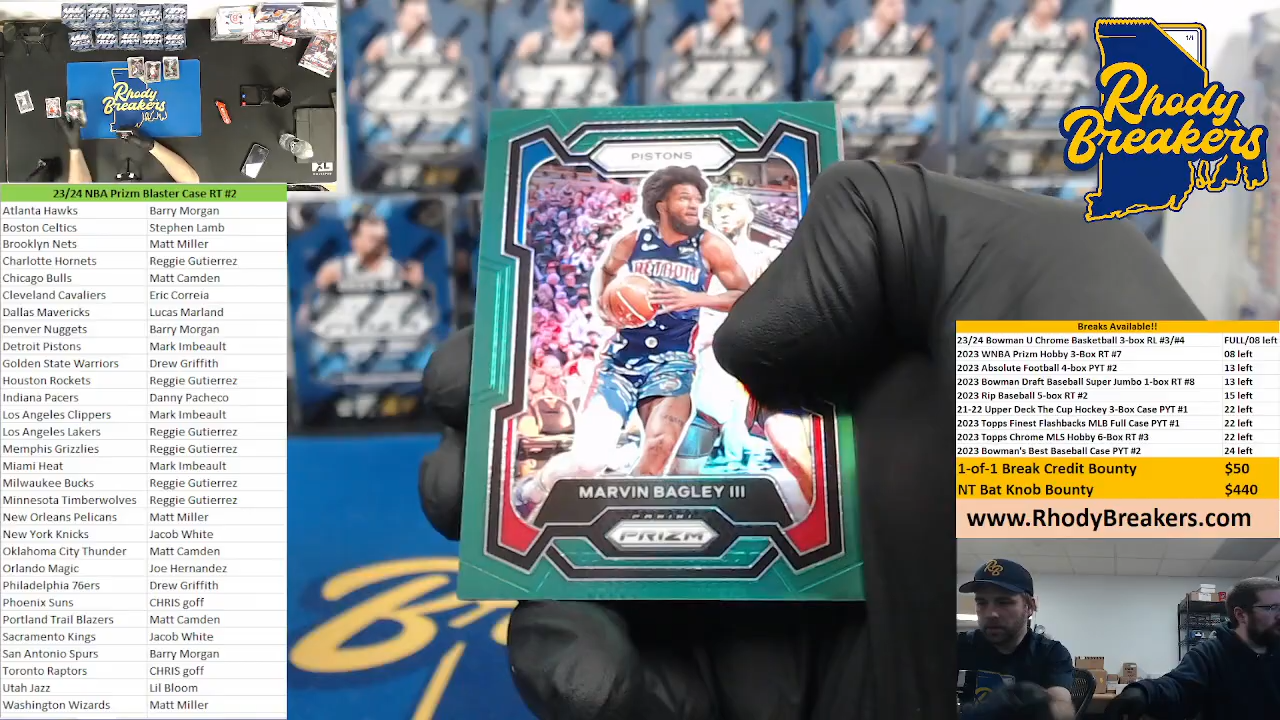 Rhody
Breakers
23/24 NBA Prizm Blaster Case RT #2
Atlanta Hawks Barry Morgan
Boston Celtics Stephen Lamb
Brooklyn Nets Matt Miller
Charlotte Hornets Reggie Gutierrez
Chicago Bulls Matt Camden
Cleveland Cavaliers Eric Correia
Dallas Mavericks Lucas Marland
Denver Nuggets Barry Morgan
Detroit Pistons Mark Imbeault
Golden State Warriors Drew Griffith
Houston Rockets Reggie Gutierrez
Indiana Pacers Danny Pacheco
Los Angeles Clippers Mark Imbeault
Los Angeles Lakers Reggie Gutierrez
Memphis Grizzlies Reggie Gutierrez
Miami Heat Mark Imbeault
Milwaukee Bucks Reggie Gutierrez
Minnesota Timberwolves Reggie Gutierrez
New Orleans Pelicans Matt Miller
New York Knicks Jacob White
Oklahoma City Thunder Matt Camden
Orlando Magic Joe Hernandez
Philadelphia 76ers Drew Griffith
Phoenix Suns CHRIS goff
Portland Trail Blazers Matt Camden
Sacramento Kings Jacob White
San Antonio Spurs Barry Morgan
Toronto Raptors CHRIS goff
Utah Jazz Lil Bloom
Washington Wizards Matt Miller
PISTONS
DETROIT
MARVIN BAGLEY III
PANINI
PRIZM
1/1
Rhody
Breakers
Breaks Available!!
23/24 Bowman U Chrome Basketball 3-box RL #3/#4 FULL/08 left
2023 WNBA Prizm Hobby 3-Box RT #7 08 left
2023 Absolute Football 4-box PYT #2 13 left
2023 Bowman Draft Baseball Super Jumbo 1-box RT #8 13 left
2023 Rip Baseball 5-box RT #2 15 left
21-22 Upper Deck The Cup Hockey 3-Box Case PYT #1 22 left
2023 Topps Finest Flashbacks MLB Full Case PYT #1 22 left
2023 Topps Chrome MLS Hobby 6-Box RT #3 22 left
2023 Bowman's Best Baseball Case PYT #2 24 left
1-of-1 Break Credit Bounty $50
NT Bat Knob Bounty $440
www.RhodyBreakers.com
RB